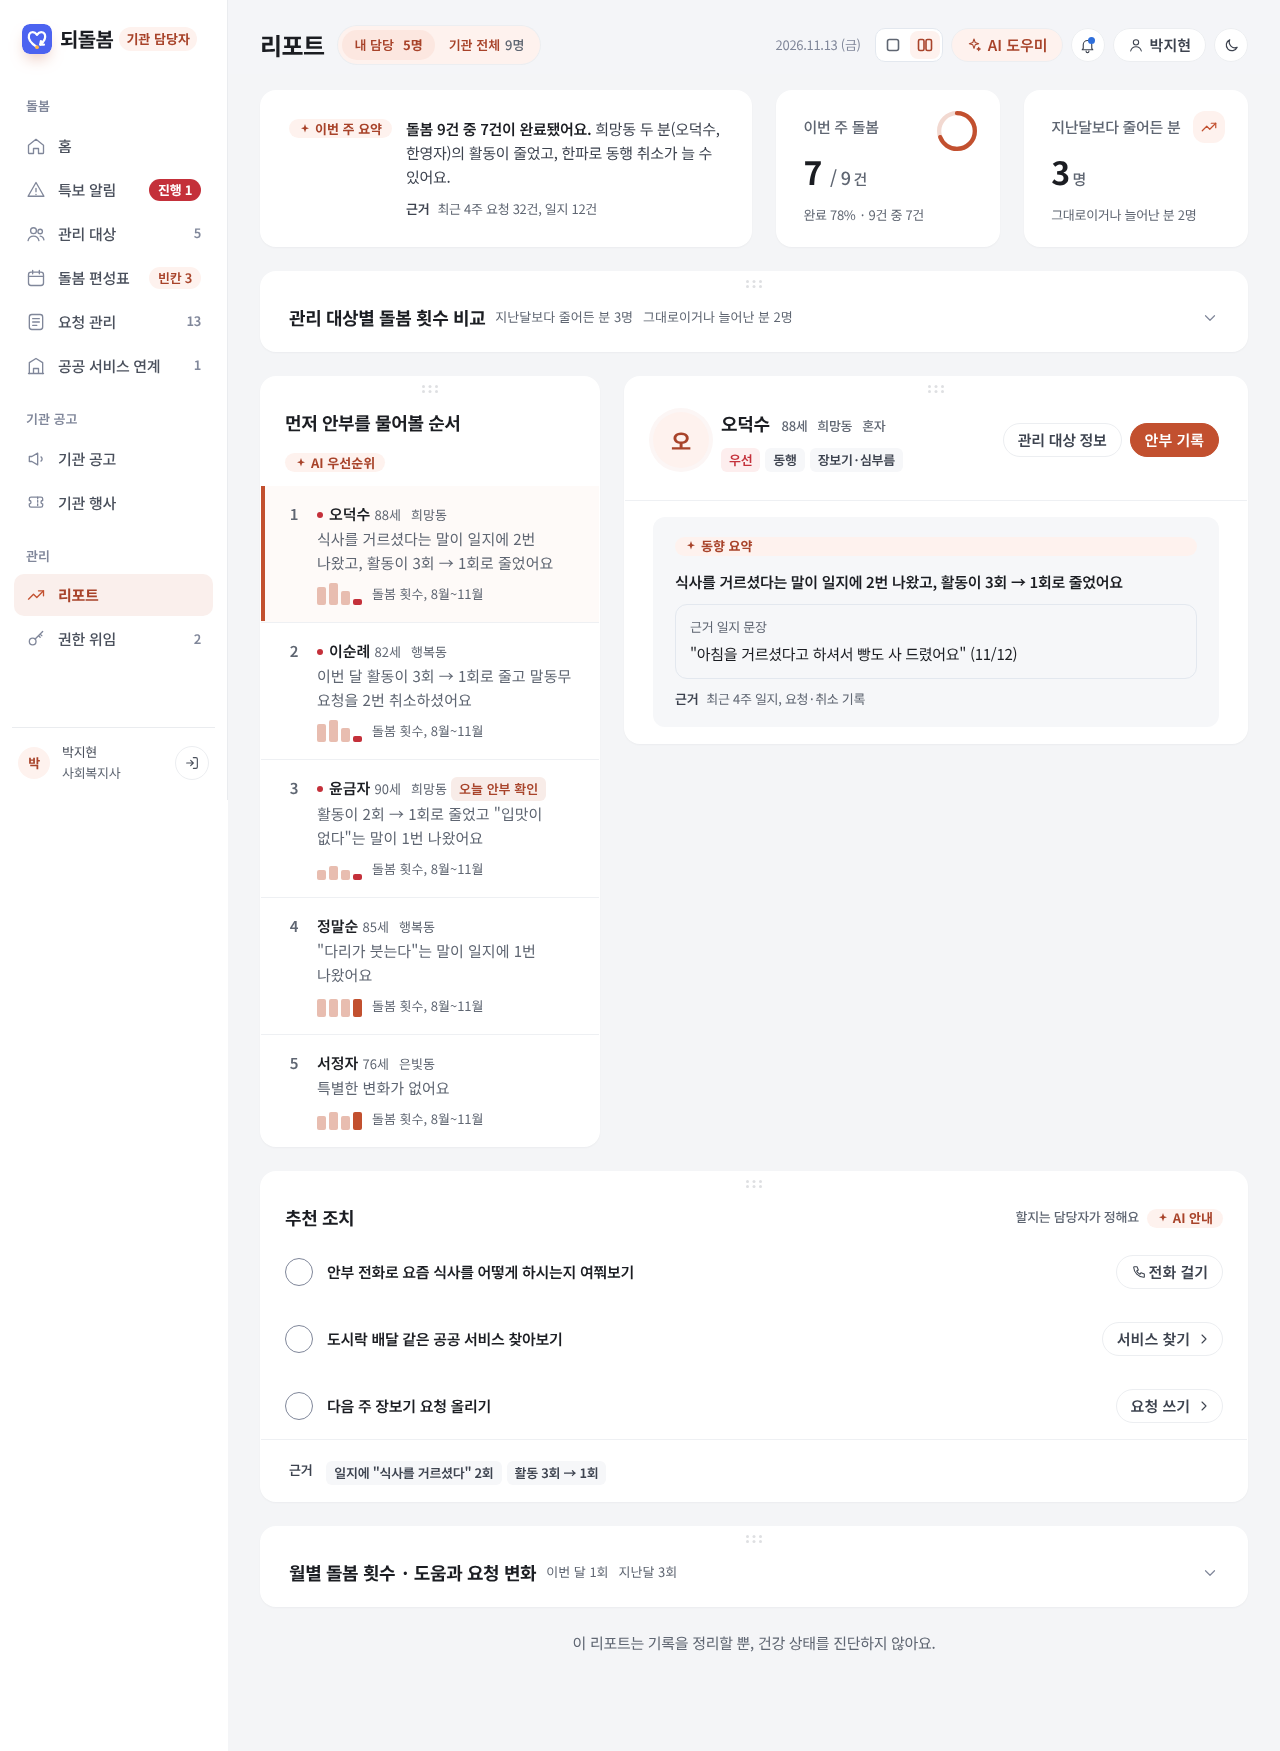 되돌봄 기관 담당자
돌봄
홈
특보 알림 진행 1
관리 대상 5
돌봄 편성표 빈칸 3
요청 관리 13
공공 서비스 연계 1
기관 공고
기관 공고
기관 행사
관리
리포트
권한 위임 2
박 박지현
사회복지사
리포트 내 담당 5명 기관 전체 9명 2026.11.13 (금) AI 도우미 박지현
이번 주 요약 돌봄 9건 중 7건이 완료됐어요. 희망동 두 분(오덕수,
한영자)의 활동이 줄었고, 한파로 동행 취소가 늘 수
있어요.
근거 최근 4주 요청 32건, 일지 12건
이번 주 돌봄
7 / 9 건
완료 78% · 9건 중 7건
지난달보다 줄어든 분
3 명
그대로이거나 늘어난 분 2명
관리 대상별 돌봄 횟수 비교 지난달보다 줄어든 분 3명 그대로이거나 늘어난 분 2명
먼저 안부를 물어볼 순서
AI 우선순위
1 오덕수 88세 희망동
식사를 거르셨다는 말이 일지에 2번
나왔고, 활동이 3회 → 1회로 줄었어요
돌봄 횟수, 8월~11월
2 이순례 82세 행복동
이번 달 활동이 3회 → 1회로 줄고 말동무
요청을 2번 취소하셨어요
돌봄 횟수, 8월~11월
3 윤금자 90세 희망동 오늘 안부 확인
활동이 2회 → 1회로 줄었고 "입맛이
없다"는 말이 1번 나왔어요
돌봄 횟수, 8월~11월
4 정말순 85세 행복동
"다리가 붓는다"는 말이 일지에 1번
나왔어요
돌봄 횟수, 8월~11월
5 서정자 76세 은빛동
특별한 변화가 없어요
돌봄 횟수, 8월~11월
오 오덕수 88세 희망동 혼자
우선 동행 장보기·심부름
관리 대상 정보 안부 기록
동향 요약
식사를 거르셨다는 말이 일지에 2번 나왔고, 활동이 3회 → 1회로 줄었어요
근거 일지 문장
"아침을 거르셨다고 하셔서 빵도 사 드렸어요" (11/12)
근거 최근 4주 일지, 요청·취소 기록
추천 조치 할지는 담당자가 정해요 AI 안내
안부 전화로 요즘 식사를 어떻게 하시는지 여쭤보기 전화 걸기
도시락 배달 같은 공공 서비스 찾아보기 서비스 찾기
다음 주 장보기 요청 올리기 요청 쓰기
근거 일지에 "식사를 거르셨다" 2회 활동 3회 → 1회
월별 돌봄 횟수 · 도움과 요청 변화 이번 달 1회 지난달 3회
이 리포트는 기록을 정리할 뿐, 건강 상태를 진단하지 않아요.